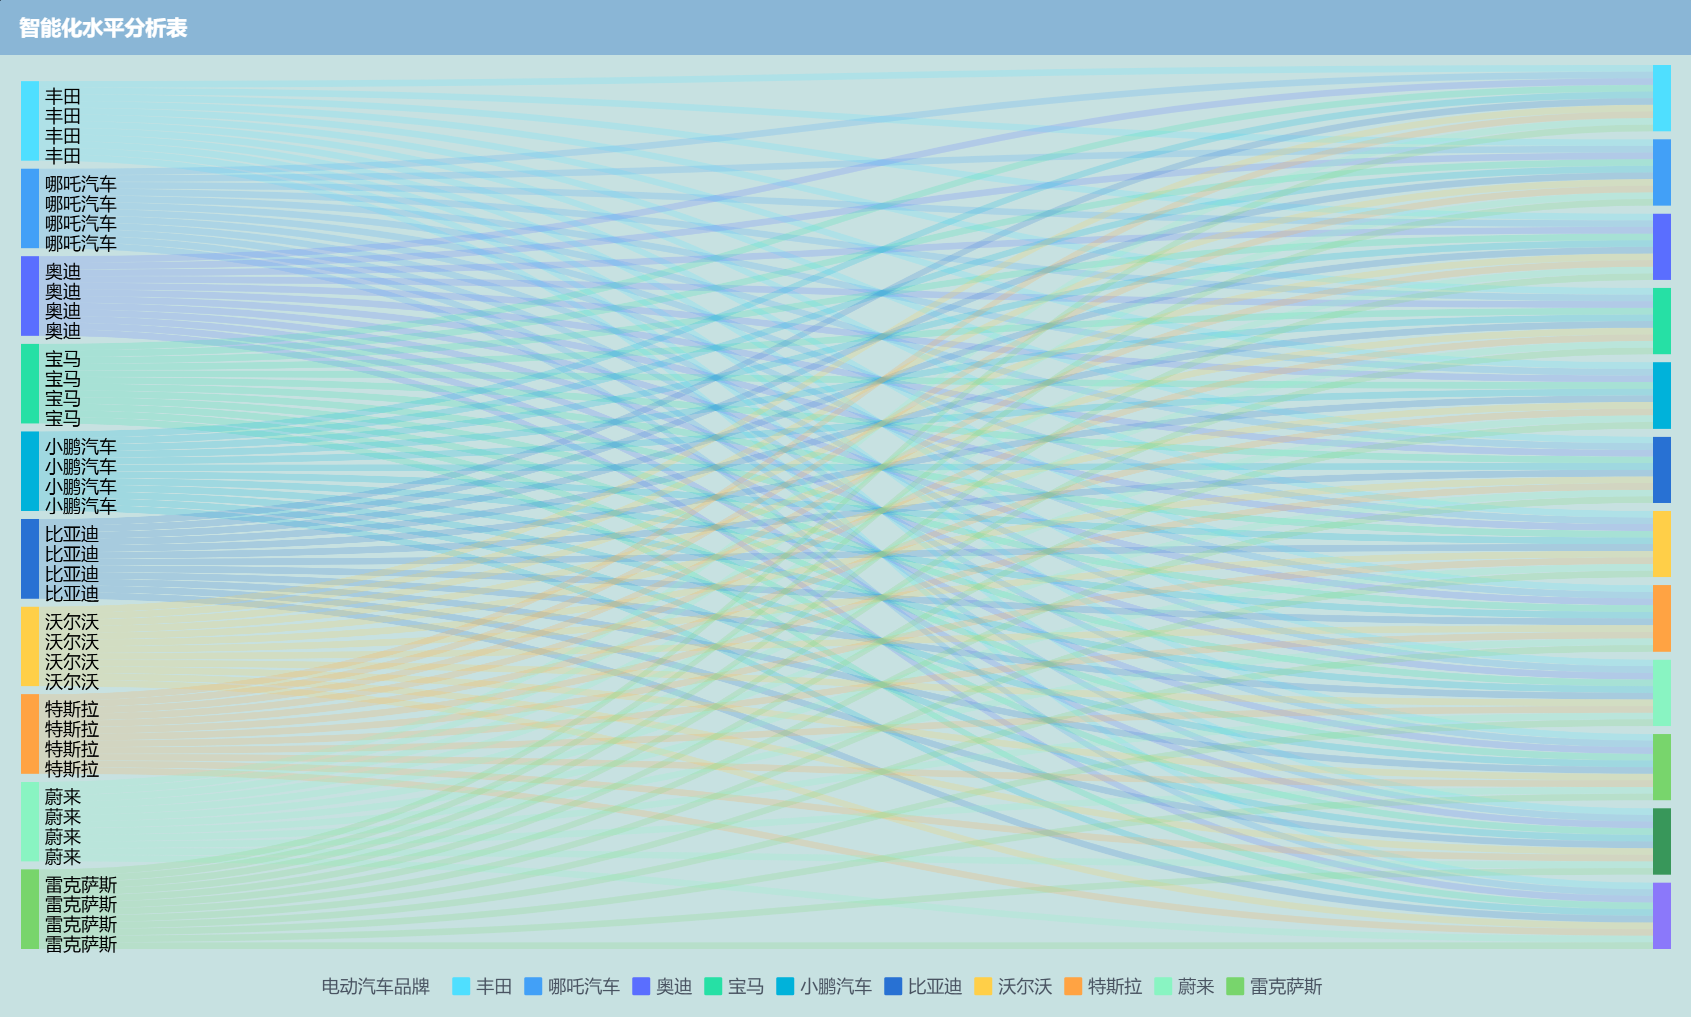 智能化水平分析表
丰田
丰田
丰田
丰田
哪吒汽车
哪吒汽车
哪吒汽车
哪吒汽车
奥迪
奥迪
奥迪
奥迪
宝马
宝马
宝马
宝马
小鹏汽车
小鹏汽车
小鹏汽车
小鹏汽车
比亚迪
比亚迪
比亚迪
比亚迪
沃尔沃
沃尔沃
沃尔沃
沃尔沃
特斯拉
特斯拉
特斯拉
特斯拉
蔚来
蔚来
蔚来
蔚来
雷克萨斯
雷克萨斯
雷克萨斯
雷克萨斯
电动汽车品牌 丰田 哪吒汽车 奥迪 宝马 小鹏汽车 比亚迪 沃尔沃 特斯拉 蔚来 雷克萨斯